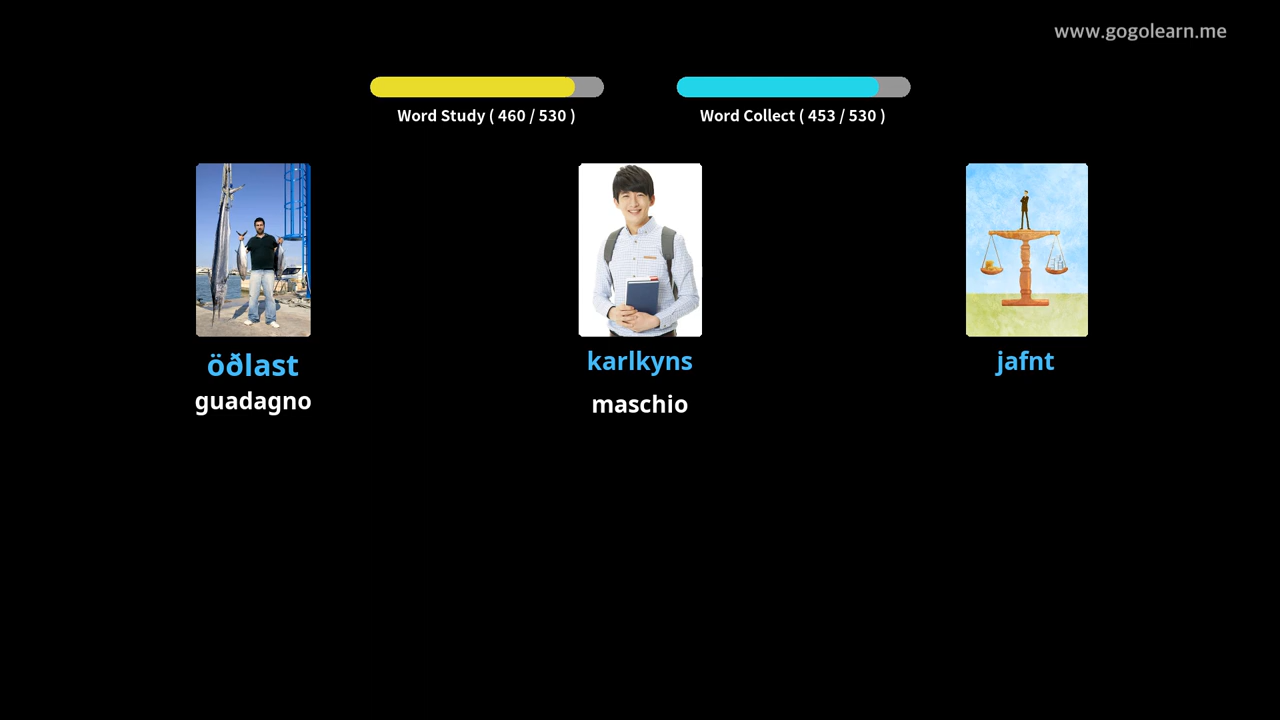 www.gogolearn.me
Word Study ( 460 / 530 )
Word Collect ( 453 / 530 )
öðlast
karlkyns
jafnt
guadagno
maschio